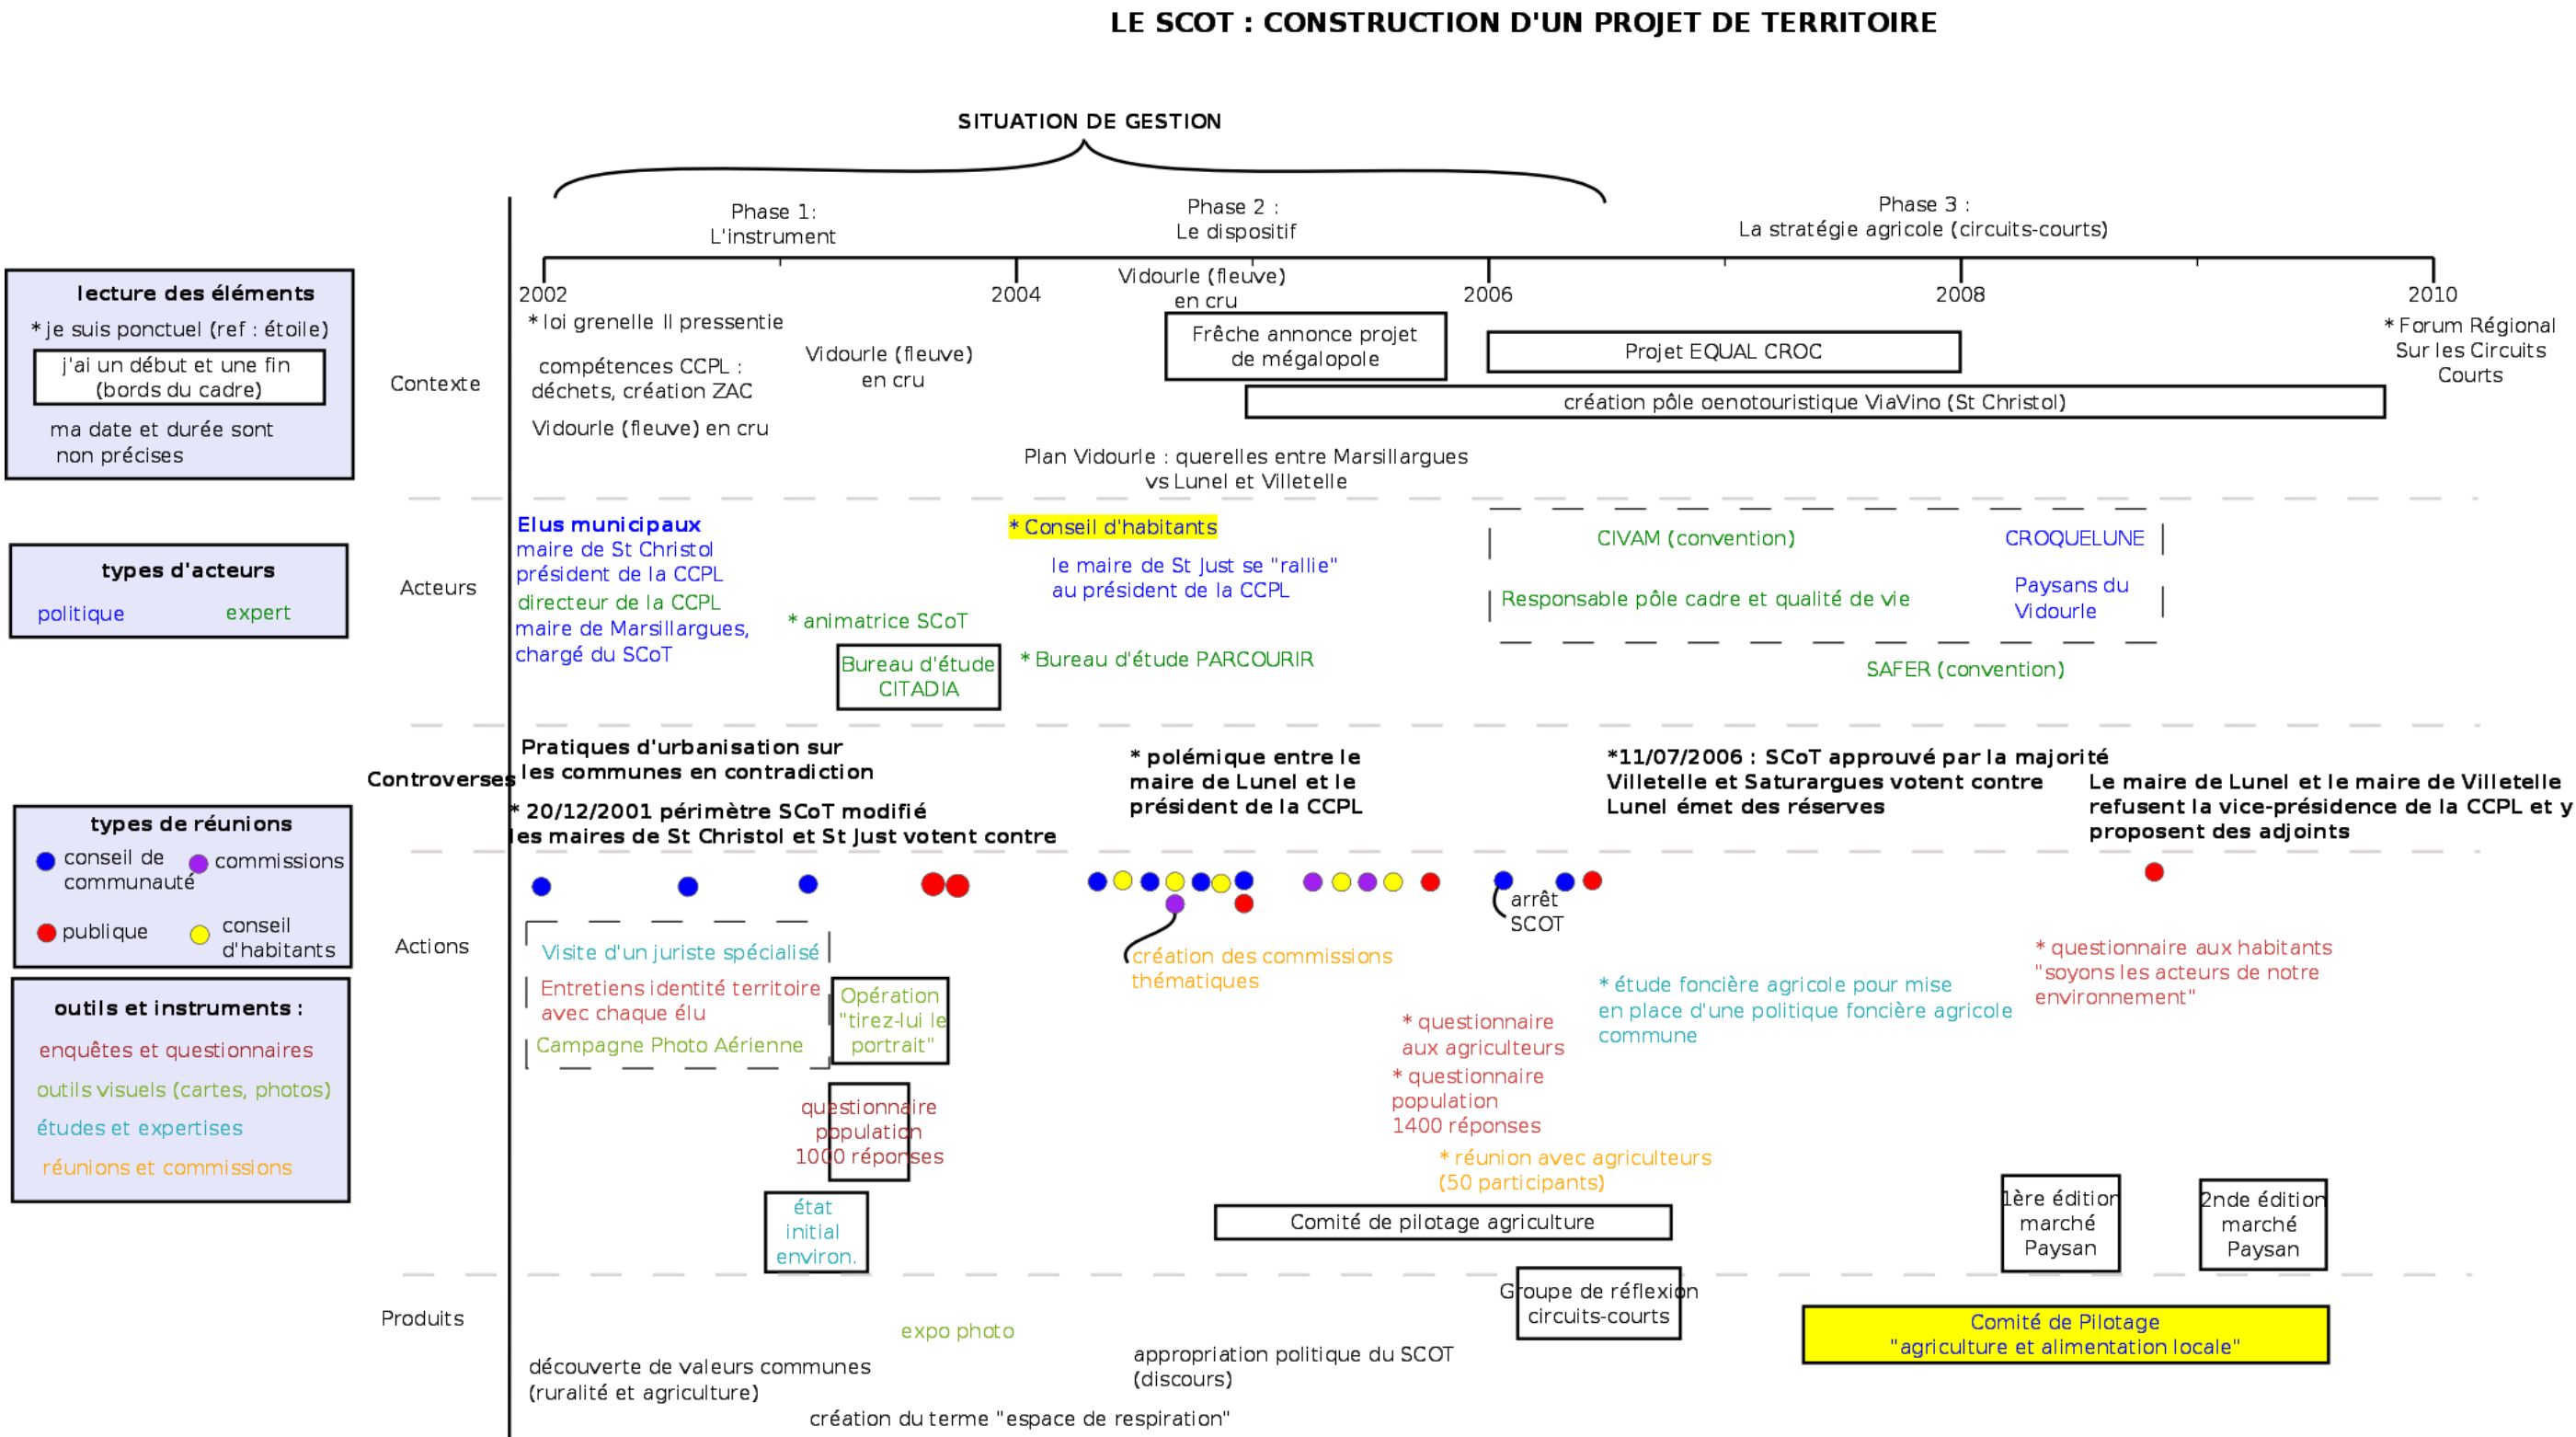 LE SCOT : CONSTRUCTION D'UN PROJET DE TERRITOIRE
SITUATION DE GESTION
Phase 1:
L'instrument
Phase 2 :
Le dispositif
Phase 3 :
La stratégie agricole (circuits-courts)
2002
2004
2006
2008
2010
lecture des éléments
* je suis ponctuel (ref : étoile)
j'ai un début et une fin
(bords du cadre)
ma date et durée sont
non précises
Contexte
* loi grenelle II pressentie
compétences CCPL :
déchets, création ZAC
Vidourle (fleuve) en cru
Vidourle (fleuve)
en cru
Vidourle (fleuve)
en cru
Frêche annonce projet
de mégalopole
Projet EQUAL CROC
création pôle oenotouristique ViaVino (St Christol)
* Forum Régional
Sur les Circuits
Courts
Plan Vidourle : querelles entre Marsillargues
vs Lunel et Villetelle
types d'acteurs
politique
expert
Acteurs
Elus municipaux
maire de St Christol
président de la CCPL
directeur de la CCPL
maire de Marsillargues,
chargé du SCoT
* animatrice SCoT
Bureau d'étude
CITADIA
* Conseil d'habitants
le maire de St Just se "rallie"
au président de la CCPL
* Bureau d'étude PARCOURIR
CIVAM (convention)
CROQUELUNE
Responsable pôle cadre et qualité de vie
Paysans du
Vidourle
SAFER (convention)
Controverses
Pratiques d'urbanisation sur
les communes en contradiction
* 20/12/2001 périmètre SCoT modifié
les maires de St Christol et St Just votent contre
* polémique entre le
maire de Lunel et le
président de la CCPL
*11/07/2006 : SCoT approuvé par la majorité
Villetelle et Saturargues votent contre
Lunel émet des réserves
Le maire de Lunel et le maire de Villetelle
refusent la vice-présidence de la CCPL et y
proposent des adjoints
types de réunions
conseil de
communauté
commissions
publique
conseil
d'habitants
outils et instruments :
enquêtes et questionnaires
outils visuels (cartes, photos)
études et expertises
réunions et commissions
Actions
Visite d'un juriste spécialisé
Entretiens identité territoire
avec chaque élu
Campagne Photo Aérienne
Opération
"tirez-lui le
portrait"
questionnaire
population
1000 réponses
état
initial
environ.
création des commissions
thématiques
arrêt
SCOT
* questionnaire
aux agriculteurs
* questionnaire
population
1400 réponses
* réunion avec agriculteurs
(50 participants)
* étude foncière agricole pour mise
en place d'une politique foncière agricole
commune
* questionnaire aux habitants
"soyons les acteurs de notre
environnement"
Comité de pilotage agriculture
1ère édition
marché
Paysan
2nde édition
marché
Paysan
Produits
Groupe de réflexion
circuits-courts
Comité de Pilotage
"agriculture et alimentation locale"
expo photo
découverte de valeurs communes
(ruralité et agriculture)
appropriation politique du SCOT
(discours)
création du terme "espace de respiration"